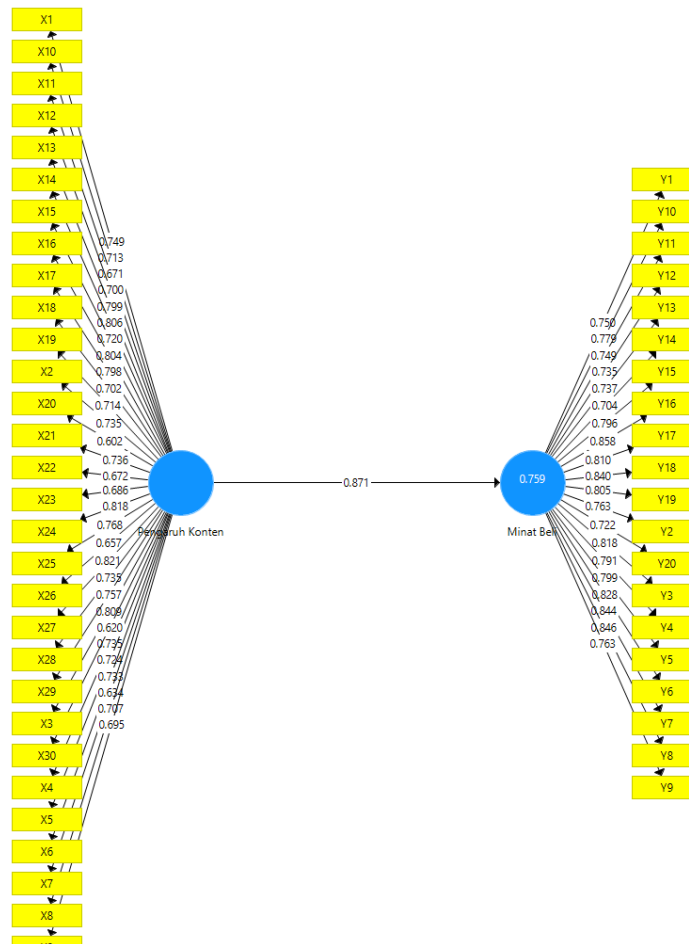 X1
X10
X11
X12
X13
X14
X15
X16
X17
X18
X19
X2
X20
X21
X22
X23
X24
X25
X26
X27
X28
X29
X3
X30
X4
X5
X6
X7
X8
0.749
0.713
0.671
0.700
0.799
0.806
0.720
0.804
0.798
0.702
0.714
0.735
0.602
0.736
0.672
0.686
0.818
0.768
0.657
0.821
0.735
0.757
0.809
0.620
0.735
0.724
0.733
0.634
0.707
0.695
Pengaruh Konten
0.871
0.759
Minat Beli
0.750
0.779
0.749
0.735
0.737
0.704
0.796
0.858
0.810
0.840
0.805
0.763
0.722
0.818
0.791
0.799
0.828
0.844
0.846
0.763
Y1
Y10
Y11
Y12
Y13
Y14
Y15
Y16
Y17
Y18
Y19
Y2
Y20
Y3
Y4
Y5
Y6
Y7
Y8
Y9